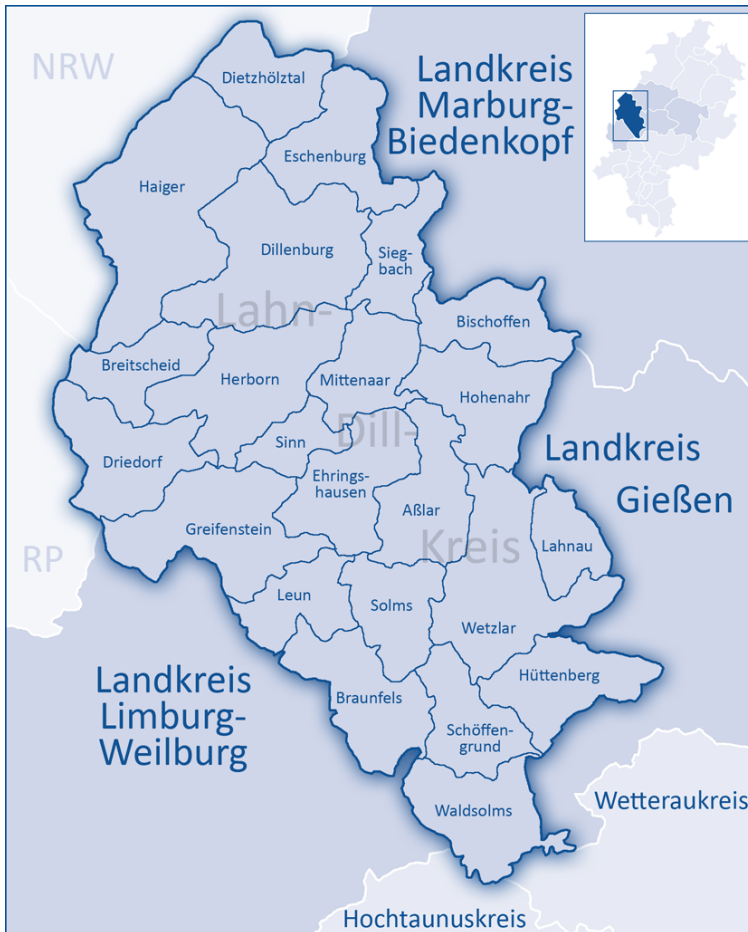 NRW
Landkreis
Marburg-
Biedenkopf
Dietzhölztal
Eschenburg
Haiger
Dillenburg
Sieg-
bach
Lahn-
Bischoffen
Breitscheid
Herborn
Mittenaar
Hohenahr
Dill-
Sinn
Driedorf
Ehrings-
hausen
Aßlar
Landkreis
Gießen
Greifenstein
Kreis
Lahnau
RP
Leun
Solms
Wetzlar
Landkreis
Limburg-
Weilburg
Hüttenberg
Braunfels
Schöffen-
grund
Waldsolms
Wetteraukreis
Hochtaunuskreis